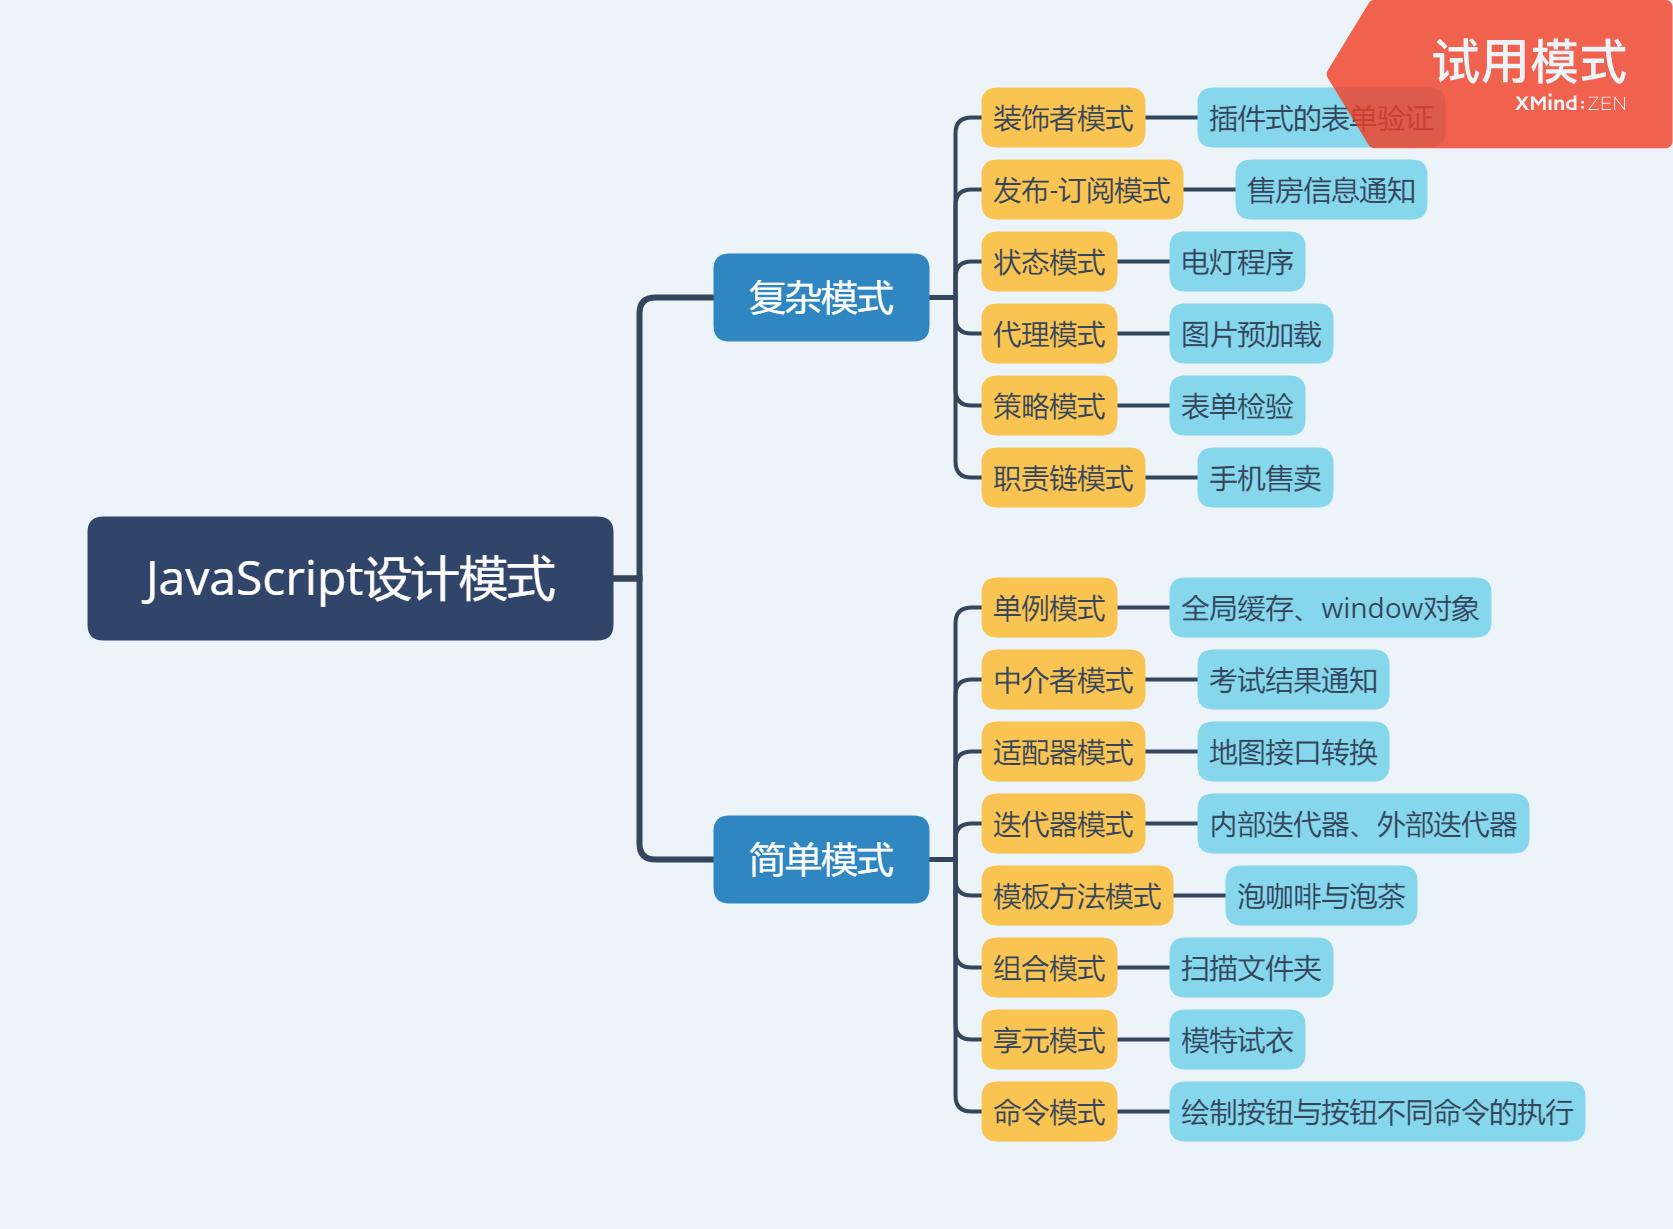 试用模式
XMind:ZEN
JavaScript设计模式
复杂模式
装饰者模式
插件式的表单验证
发布-订阅模式
售房信息通知
状态模式
电灯程序
代理模式
图片预加载
策略模式
表单检验
职责链模式
手机售卖
简单模式
单例模式
全局缓存、window对象
中介者模式
考试结果通知
适配器模式
地图接口转换
迭代器模式
内部迭代器、外部迭代器
模板方法模式
泡咖啡与泡茶
组合模式
扫描文件夹
享元模式
模特试衣
命令模式
绘制按钮与按钮不同命令的执行